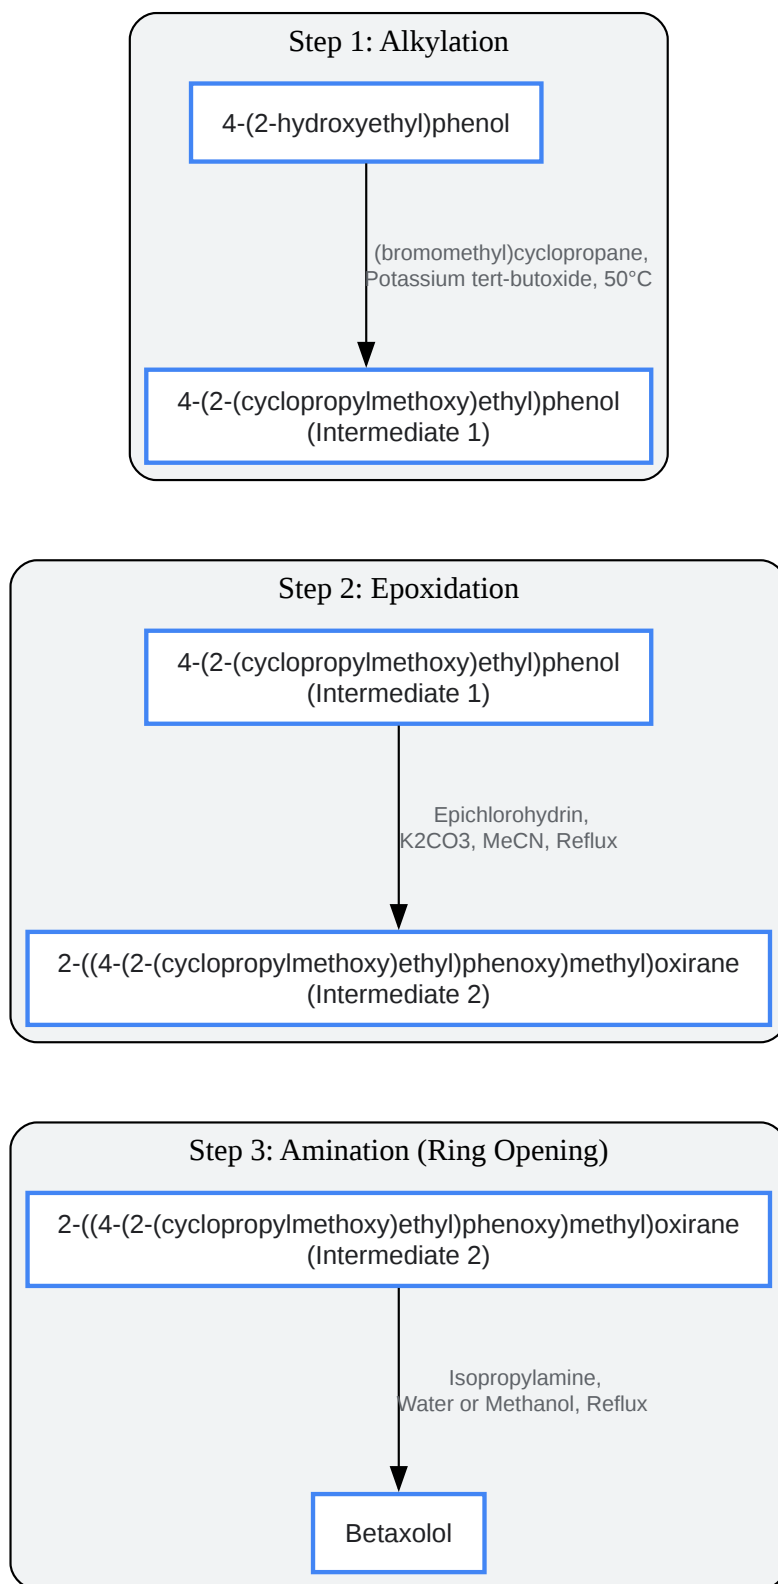 Step 1: Alkylation
4-(2-hydroxyethyl)phenol
(bromomethyl)cyclopropane,
Potassium tert-butoxide, 50°C
4-(2-(cyclopropylmethoxy)ethyl)phenol
(Intermediate 1)
Step 2: Epoxidation
4-(2-(cyclopropylmethoxy)ethyl)phenol
(Intermediate 1)
Epichlorohydrin,
K2CO3, MeCN, Reflux
2-((4-(2-(cyclopropylmethoxy)ethyl)phenoxy)methyl)oxirane
(Intermediate 2)
Step 3: Amination (Ring Opening)
2-((4-(2-(cyclopropylmethoxy)ethyl)phenoxy)methyl)oxirane
(Intermediate 2)
Isopropylamine,
Water or Methanol, Reflux
Betaxolol